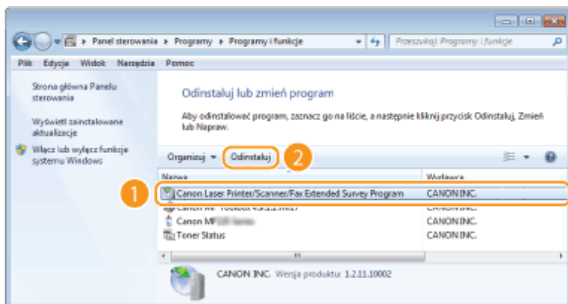 Panel sterowania ▸ Programy ▸ Programy i funkcje
Przeszukaj: Programy i funkcje
Plik Edycja Widok Narzędzia Pomoc
Strona główna Panelu
sterowania
Wyświetl zainstalowane
aktualizacje
Włącz lub wyłącz funkcje
systemu Windows
Odinstaluj lub zmień program
Aby odinstalować program, zaznacz go na liście, a następnie kliknij przycisk Odinstaluj, Zmień
lub Napraw.
Organizuj Odinstaluj 2
Nazwa Wydawca
1 Canon Laser Printer/Scanner/Fax Extended Survey Program CANON INC.
Canon MF Toolbox CANON INC.
Canon MF CANON INC.
Toner Status CANON INC.
CANON INC. Wersja produktu: 1.2.11.10002